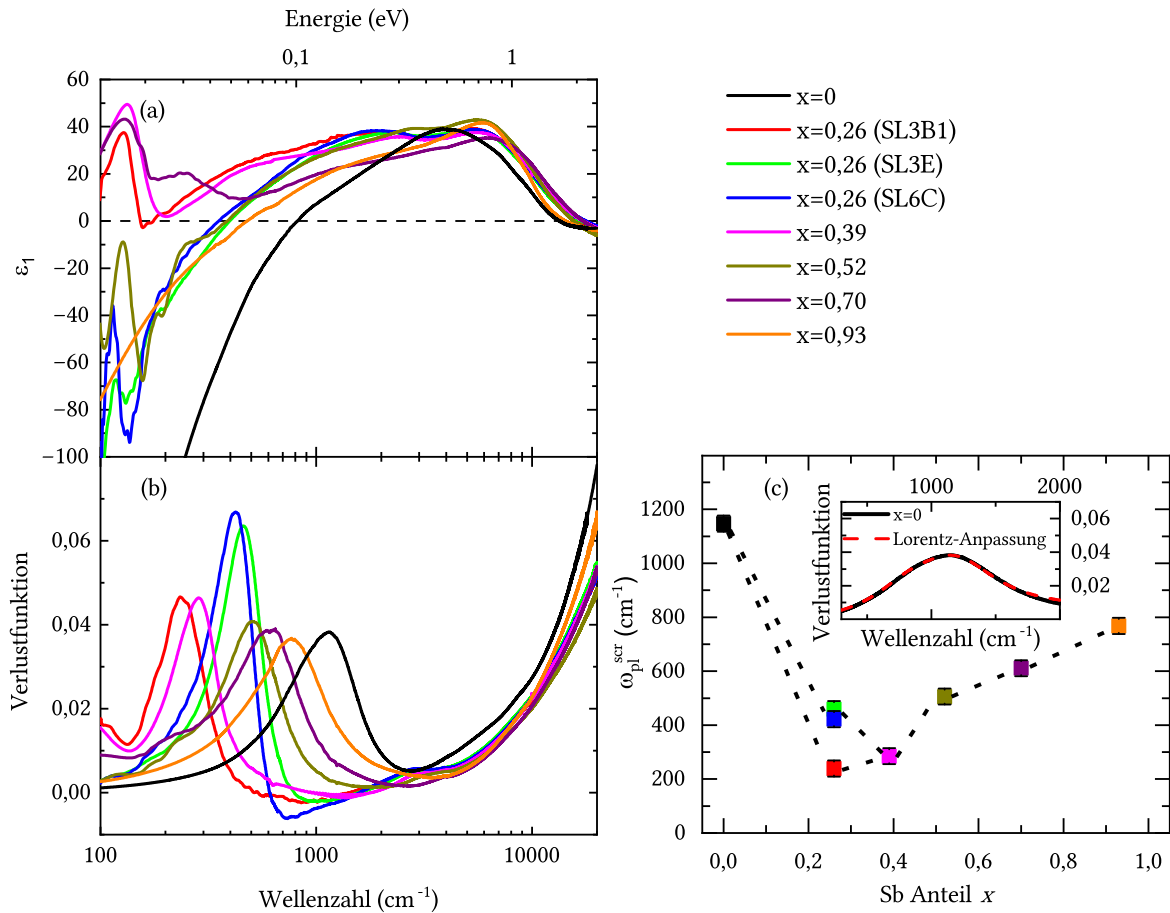 Energie (eV)
0,1 1
(a)
60
40
20
0
−20
−40
−60
−80
−100
ε1
x=0
x=0,26 (SL3B1)
x=0,26 (SL3E)
x=0,26 (SL6C)
x=0,39
x=0,52
x=0,70
x=0,93
(b)
0,06
0,04
0,02
0,00
Verlustfunktion
100 1000 10000
Wellenzahl (cm-1)
(c)
1000 2000
x=0
Lorentz-Anpassung
0,06
0,04
0,02
Verlustfunktion
Wellenzahl (cm-1)
1200
1000
800
600
400
200
0
ωplscr (cm-1)
0,0 0,2 0,4 0,6 0,8 1,0
Sb Anteil x